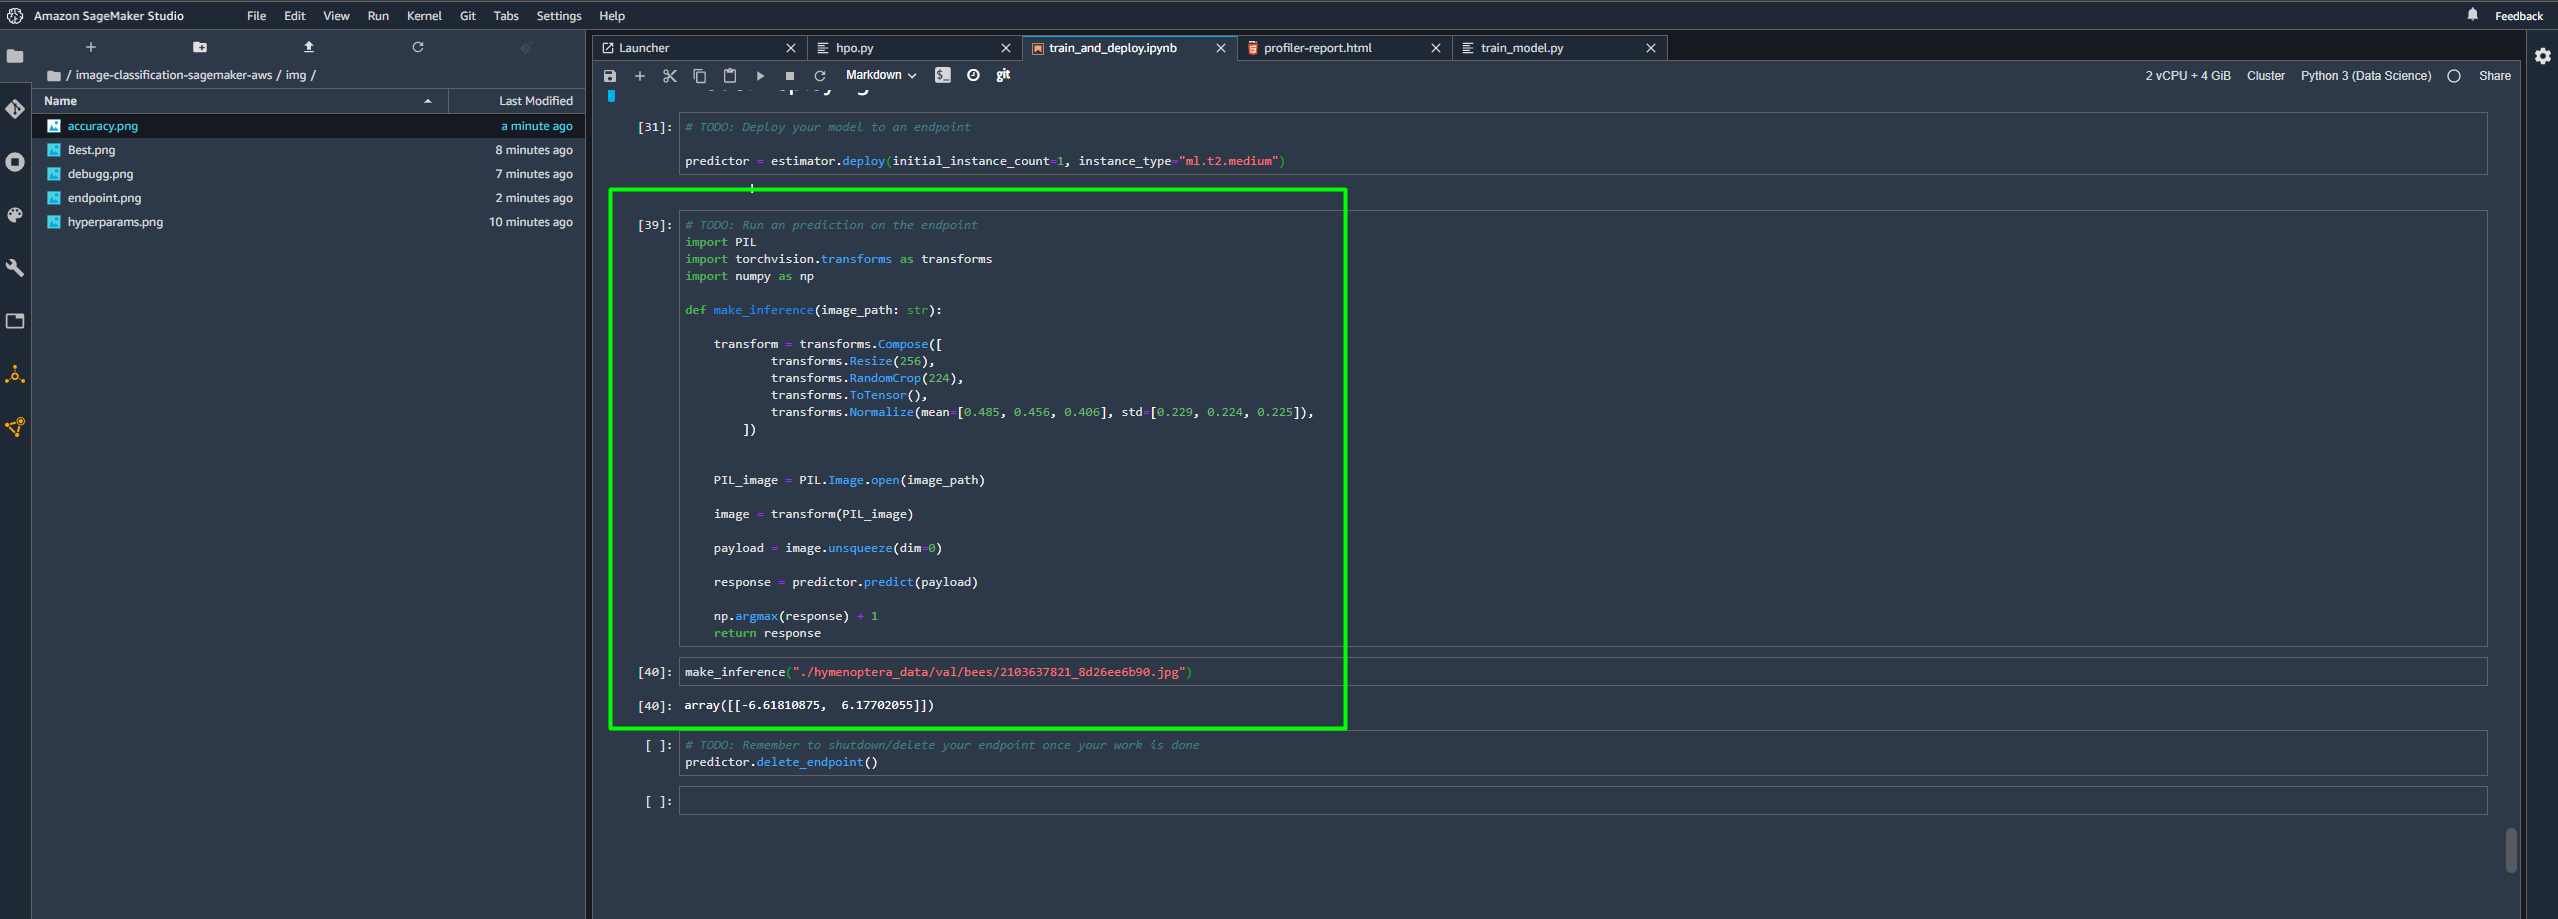 Amazon SageMaker Studio File Edit View Run Kernel Git Tabs Settings Help Feedback
/ image-classification-sagemaker-aws / img /
Name Last Modified
accuracy.png a minute ago
Best.png 8 minutes ago
debugg.png 7 minutes ago
endpoint.png 2 minutes ago
hyperparams.png 10 minutes ago
Launcher hpo.py train_and_deploy.ipynb profiler-report.html train_model.py
Markdown git 2 vCPU + 4 GiB Cluster Python 3 (Data Science) Share
[31]: # TODO: Deploy your model to an endpoint
predictor = estimator.deploy(initial_instance_count=1, instance_type="ml.t2.medium")
[39]: # TODO: Run an prediction on the endpoint
import PIL
import torchvision.transforms as transforms
import numpy as np
def make_inference(image_path: str):
transform = transforms.Compose([
transforms.Resize(256),
transforms.RandomCrop(224),
transforms.ToTensor(),
transforms.Normalize(mean=[0.485, 0.456, 0.406], std=[0.229, 0.224, 0.225]),
])
PIL_image = PIL.Image.open(image_path)
image = transform(PIL_image)
payload = image.unsqueeze(dim=0)
response = predictor.predict(payload)
np.argmax(response) + 1
return response
[40]: make_inference("./hymenoptera_data/val/bees/2103637821_8d26ee6b90.jpg")
[40]: array([[-6.61810875, 6.17702055]])
[ ]: # TODO: Remember to shutdown/delete your endpoint once your work is done
predictor.delete_endpoint()
[ ]: